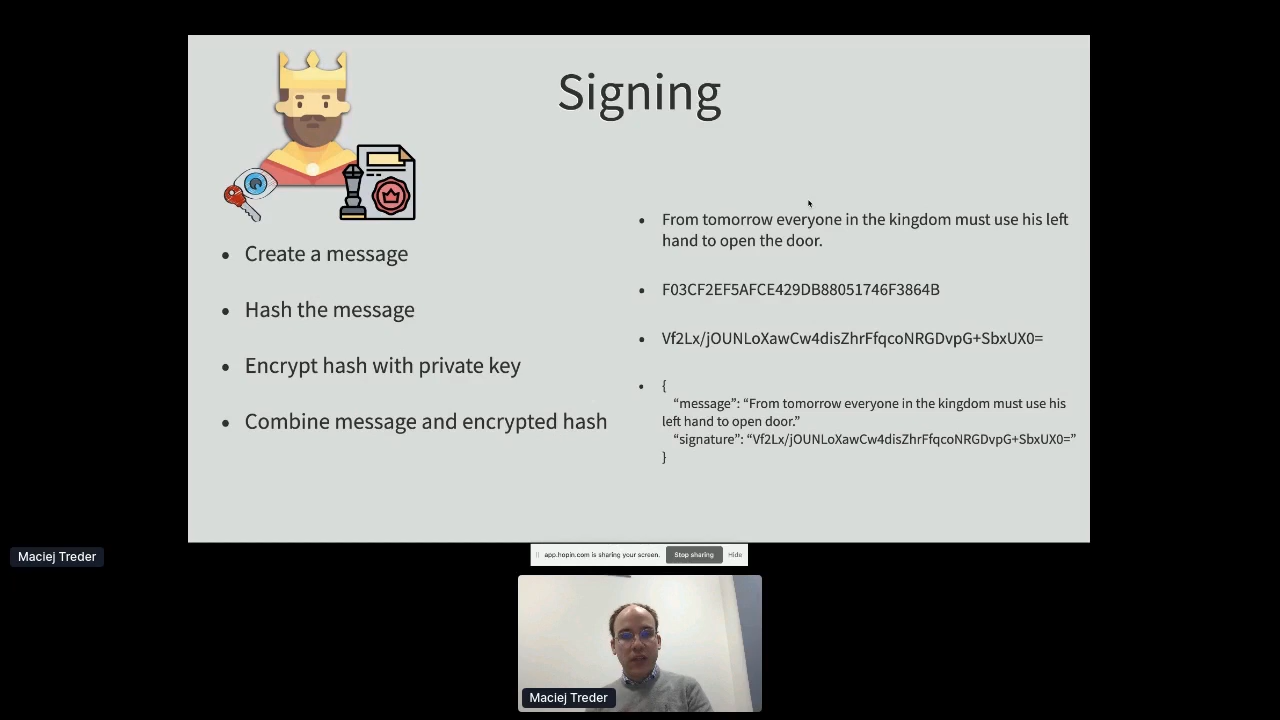 Signing
Create a message
Hash the message
Encrypt hash with private key
Combine message and encrypted hash
From tomorrow everyone in the kingdom must use his left
hand to open the door.
F03CF2EF5AFCE429DB88051746F3864B
Vf2Lx/jOUNLoXawCw4disZhrFfqcoNRGDvpG+SbxUX0=
{
“message”: “From tomorrow everyone in the kingdom must use his
left hand to open door.”
“signature”: “Vf2Lx/jOUNLoXawCw4disZhrFfqcoNRGDvpG+SbxUX0=”
}
Maciej Treder
app.hopin.com is sharing your screen.
Stop sharing
Hide
Maciej Treder